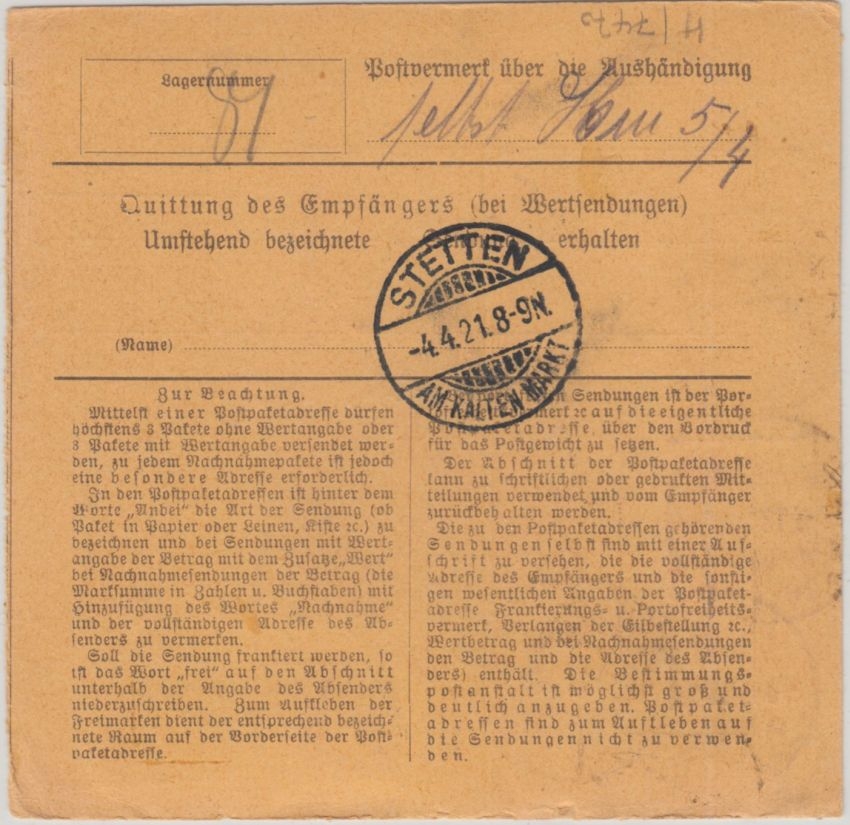 H/742
Lagernummer
Postvermerk über die Aushändigung
selbst
5/4
Quittung des Empfängers (bei Wertsendungen)
Umstehend bezeichnete Sendung erhalten
STETTEN
-4.4.21.8-9N.
AM KALTEN MARKT
(Name)
Zur Beachtung.
Mittelst einer Postpaketadresse dürfen
höchstens 3 Pakete ohne Wertangabe oder
3 Pakete mit Wertangabe versendet wer-
den, zu jedem Nachnahmepakete ist jedoch
eine besondere Adresse erforderlich.
In den Postpaketadressen ist hinter dem
Worte „Anbei“ die Art der Sendung (ob
Paket in Papier oder Leinen, Kiste ꝛc.) zu
bezeichnen und bei Sendungen mit Wert-
angabe der Betrag mit dem Zusatze „Wert“
bei Nachnahmesendungen der Betrag (die
Marksumme in Zahlen u. Buchstaben) mit
Hinzufügung des Wortes „Nachnahme“
und der vollständigen Adresse des Ab-
senders zu vermerken.
Soll die Sendung frankiert werden, so
ist das Wort „frei“ auf den Abschnitt
unterhalb der Angabe des Absenders
niederzuschreiben. Zum Aufkleben der
Freimarken dient der entsprechend bezeich-
nete Raum auf der Vorderseite der Post-
paketadresse.
Sendungen ist der Por-
auf die eigentliche
Postpaketadresse, über den Vordruck
für das Postgewicht zu setzen.
Der Abschnitt der Postpaketadresse
kann zu schriftlichen oder gedrukten Mit-
teilungen verwendet und vom Empfänger
zurückbehalten werden.
Die zu den Postpaketadressen gehörenden
Sendungen selbst sind mit einer Auf-
schrift zu versehen, die die vollständige
Adresse des Empfängers und die sonsti-
gen wesentlichen Angaben der Postpaket-
adresse Frankierungs- u. Portofreiheits-
vermerk, Verlangen der Eilbestellung ꝛc.,
Wertbetrag und bei Nachnahmesendungen
den Betrag und die Adresse des Absen-
ders) enthält. Die Bestimmungs-
postanstalt ist möglichst groß und
deutlich anzugeben. Postpaket-
adressen sind zum Aufkleben auf
die Sendungen nicht zu verwen-
den.